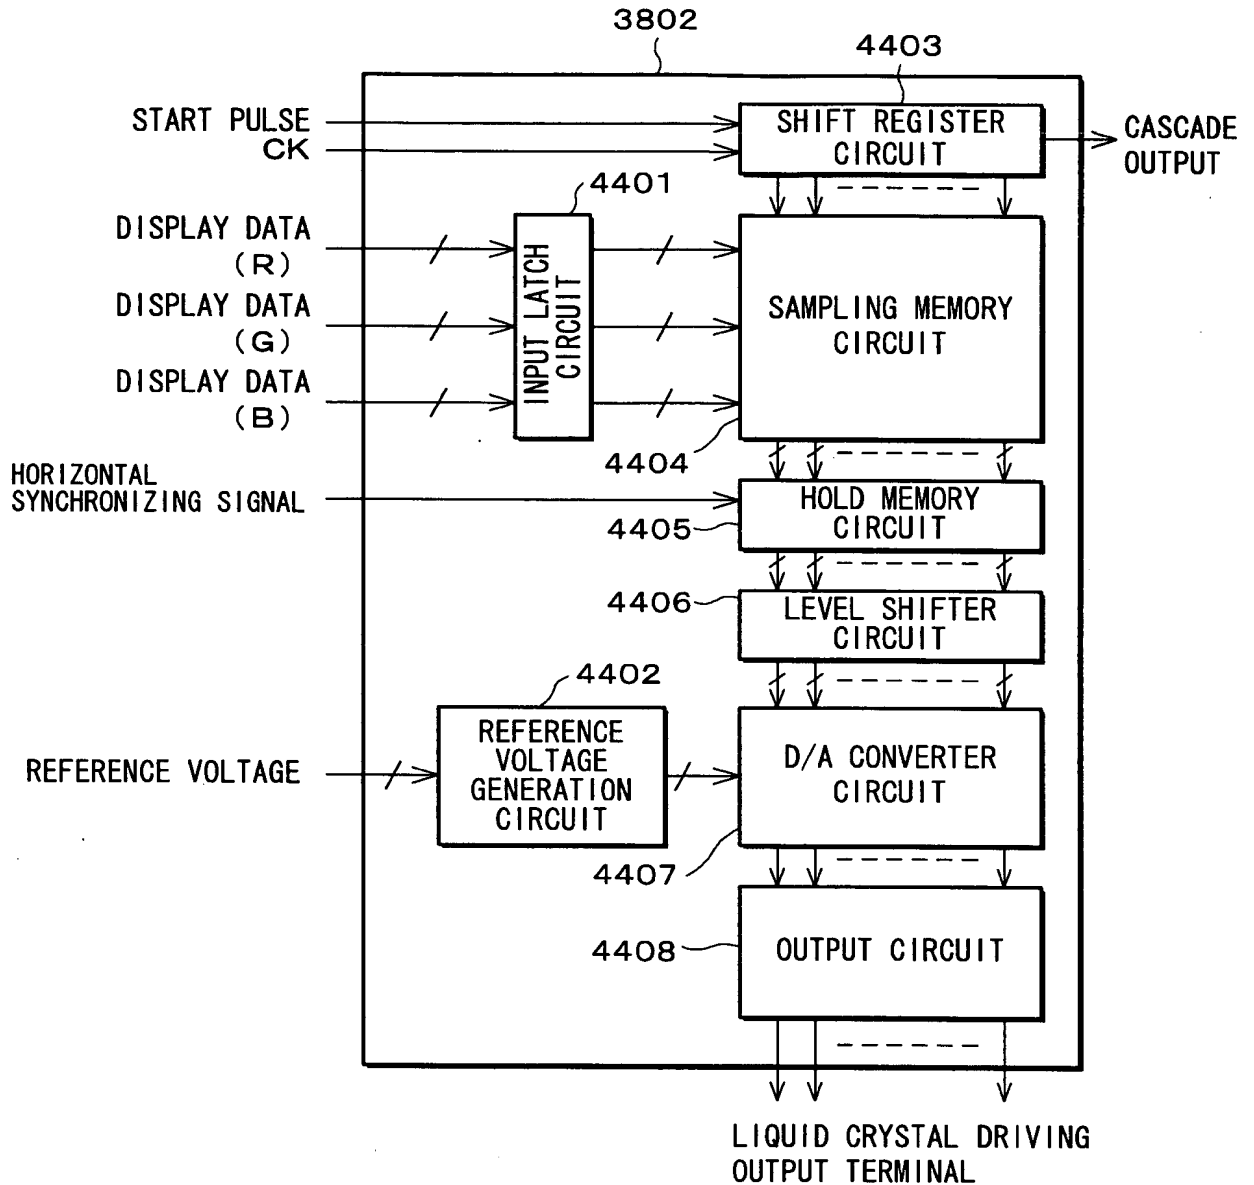 3802
4403
START PULSE
CK
SHIFT REGISTER
CIRCUIT
CASCADE
OUTPUT
4401
DISPLAY DATA
(R)
DISPLAY DATA
(G)
DISPLAY DATA
(B)
INPUT LATCH
CIRCUIT
SAMPLING MEMORY
CIRCUIT
4404
HORIZONTAL
SYNCHRONIZING SIGNAL
HOLD MEMORY
CIRCUIT
4405
4406
LEVEL SHIFTER
CIRCUIT
4402
REFERENCE VOLTAGE
REFERENCE
VOLTAGE
GENERATION
CIRCUIT
D/A CONVERTER
CIRCUIT
4407
4408
OUTPUT CIRCUIT
LIQUID CRYSTAL DRIVING
OUTPUT TERMINAL